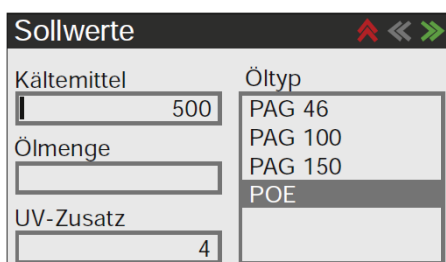 Sollwerte
Kältemittel
500
Ölmenge
UV-Zusatz
4
Öltyp
PAG 46
PAG 100
PAG 150
POE